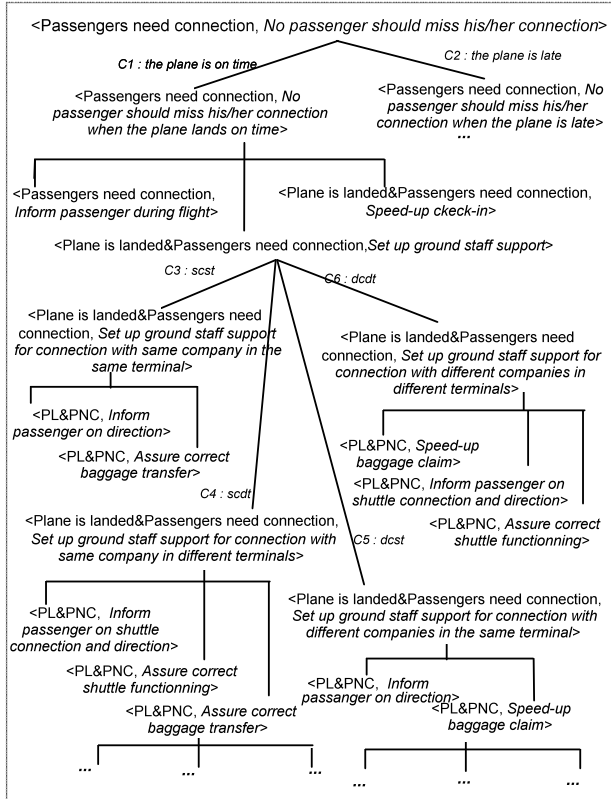 <Passengers need connection, No passenger should miss his/her connection>
C1 : the plane is on time
C2 : the plane is late
<Passengers need connection, No
passenger should miss his/her connection
when the plane lands on time>
<Passengers need connection, No
passenger should miss his/her
connection when the plane is late>
...
<Passengers need connection,
Inform passenger during flight>
<Plane is landed&Passengers need connection,
Speed-up ckeck-in>
<Plane is landed&Passengers need connection,Set up ground staff support>
C3 : scst
C6 : dcdt
<Plane is landed&Passengers need
connection, Set up ground staff support
for connection with same company in the
same terminal>
<Plane is landed&Passengers need
connection, Set up ground staff support for
connection with different companies in
different terminals>
<PL&PNC, Inform
passenger on direction>
<PL&PNC, Assure correct
baggage transfer>
<PL&PNC, Speed-up
baggage claim>
<PL&PNC, Inform passenger on
shuttle connection and direction>
<PL&PNC, Assure correct
shuttle functionning>
C4 : scdt
C5 : dcst
<Plane is landed&Passengers need connection,
Set up ground staff support for connection with
same company in different terminals>
<Plane is landed&Passengers need connection,
Set up ground staff support for connection with
different companies in the same terminal>
<PL&PNC, Inform
passenger on shuttle
connection and direction>
<PL&PNC, Assure correct
shuttle functionning>
<PL&PNC, Assure correct
baggage transfer>
<PL&PNC, Inform
passanger on direction>
<PL&PNC, Speed-up
baggage claim>
... ... ...
... ... ...